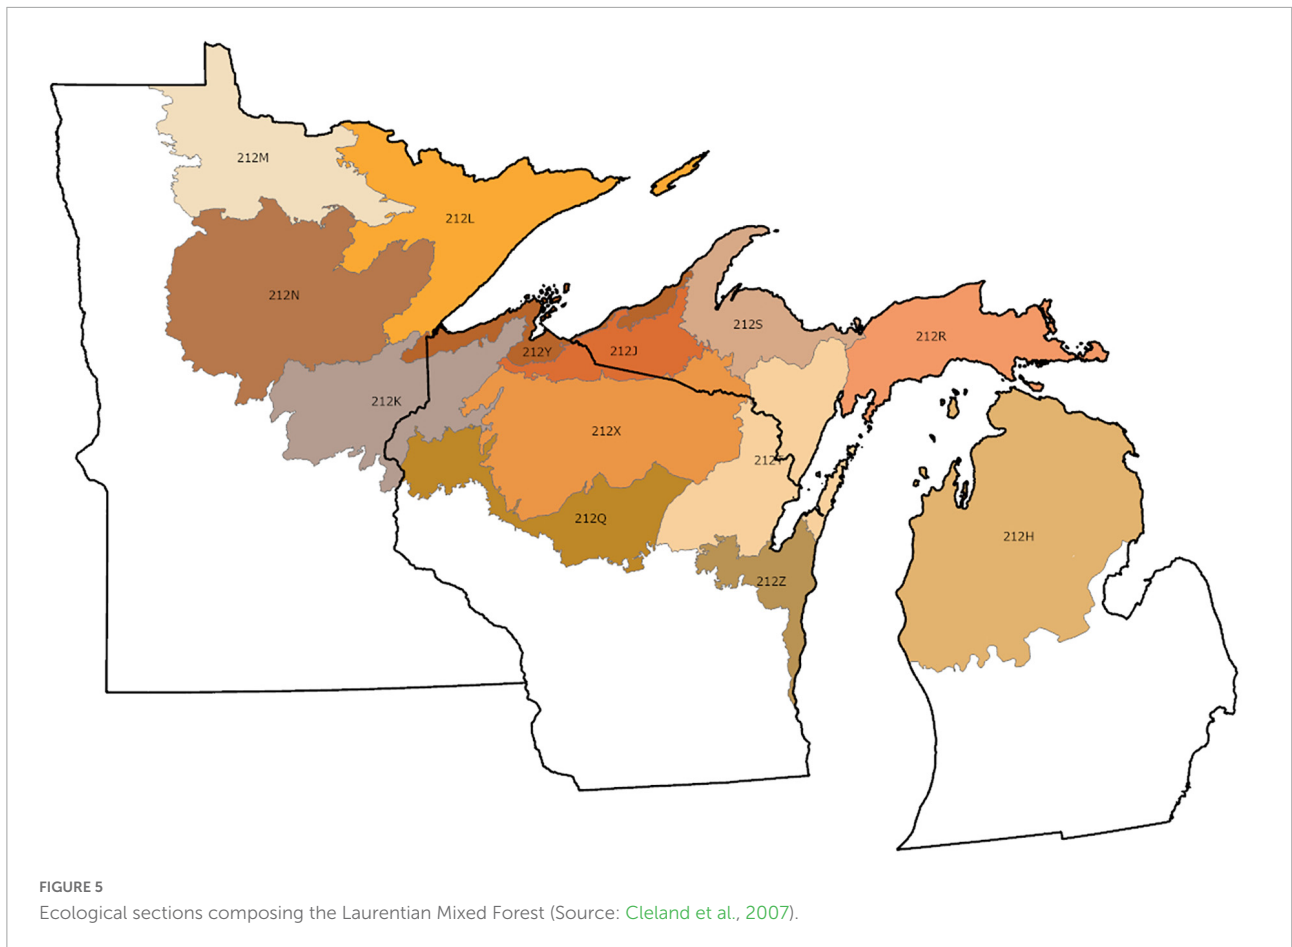 212M
212L
212N
212S
212R
212Y
212J
212K
212X
212T
212Q
212H
212Z
FIGURE 5
Ecological sections composing the Laurentian Mixed Forest (Source: Cleland et al., 2007).